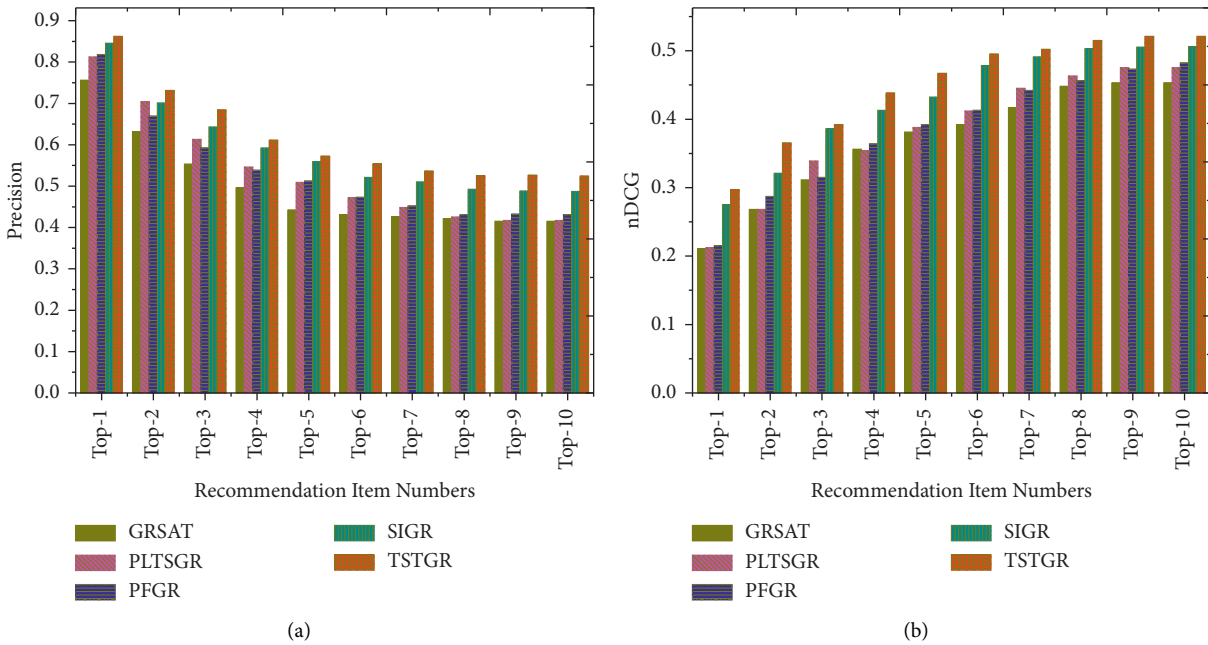 Precision
0.9
0.8
0.7
0.6
0.5
0.4
0.3
0.2
0.1
0.0
Top-1
Top-2
Top-3
Top-4
Top-5
Top-6
Top-7
Top-8
Top-9
Top-10
Recommendation Item Numbers
GRSAT
PLTSGR
PFGR
SIGR
TSTGR
(a)
nDCG
0.5
0.4
0.3
0.2
0.1
0.0
Top-1
Top-2
Top-3
Top-4
Top-5
Top-6
Top-7
Top-8
Top-9
Top-10
Recommendation Item Numbers
GRSAT
PLTSGR
PFGR
SIGR
TSTGR
(b)